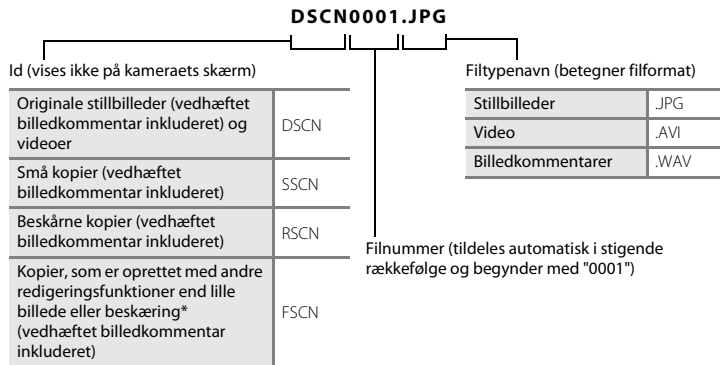 DSCN0001.JPG
Id (vises ikke på kameraets skærm)
Originale stillbilleder (vedhæftet
billedkommentar inkluderet) og
videoer
DSCN
Små kopier (vedhæftet
billedkommentar inkluderet)
SSCN
Beskårne kopier (vedhæftet
billedkommentar inkluderet)
RSCN
Kopier, som er oprettet med andre
redigeringsfunktioner end lille
billede eller beskæring*
(vedhæftet billedkommentar
inkluderet)
FSCN
Filtypenavn (betegner filformat)
Stillbilleder .JPG
Video .AVI
Billedkommentarer .WAV
Filnummer (tildeles automatisk i stigende
rækkefølge og begynder med "0001")